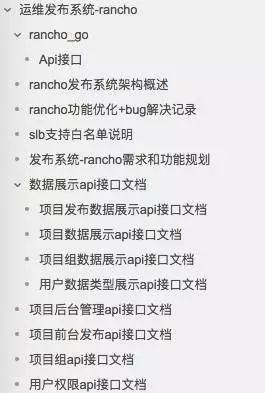 运维发布系统-rancho
rancho_go
Api接口
rancho发布系统架构概述
rancho功能优化+bug解决记录
slb支持白名单说明
发布系统-rancho需求和功能规划
数据展示api接口文档
项目发布数据展示api接口文档
项目数据展示api接口文档
项目组数据展示api接口文档
用户数据类型展示api接口文档
项目后台管理api接口文档
项目前台发布api接口文档
项目组api接口文档
用户权限api接口文档